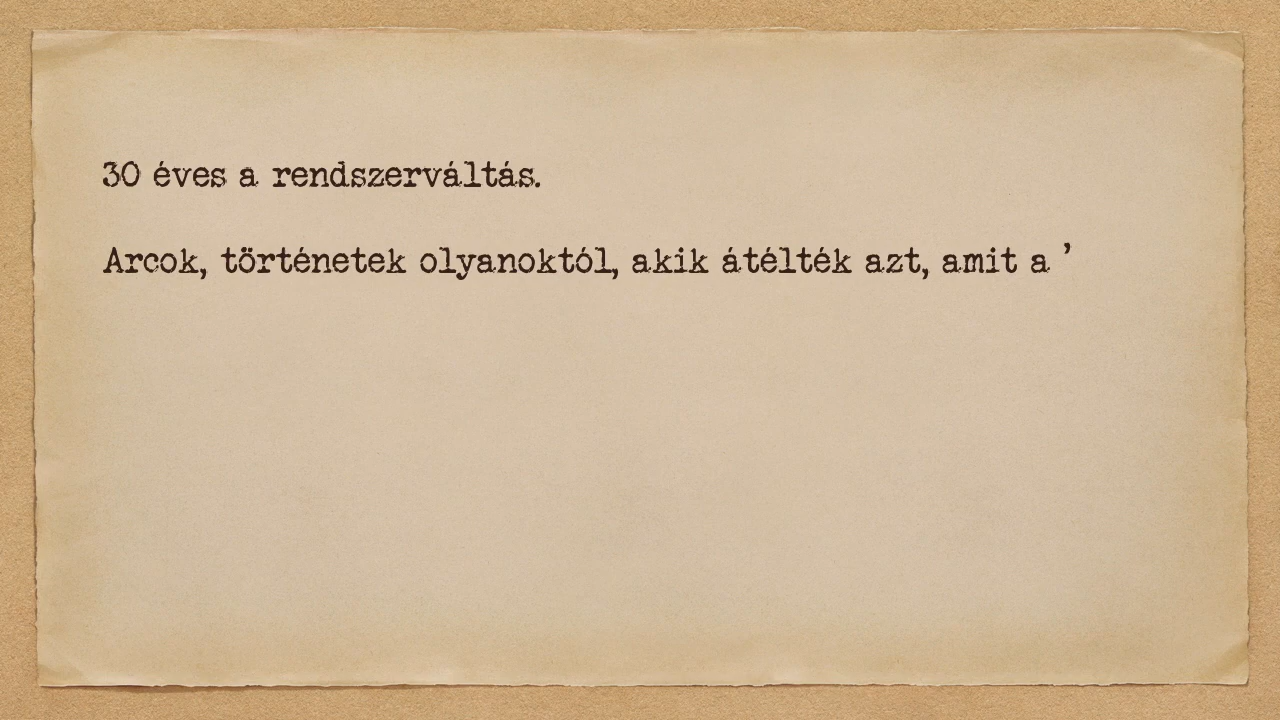 30 éves a rendszerváltás.
Arcok, történetek olyanoktól, akik átélték azt, amit a ’